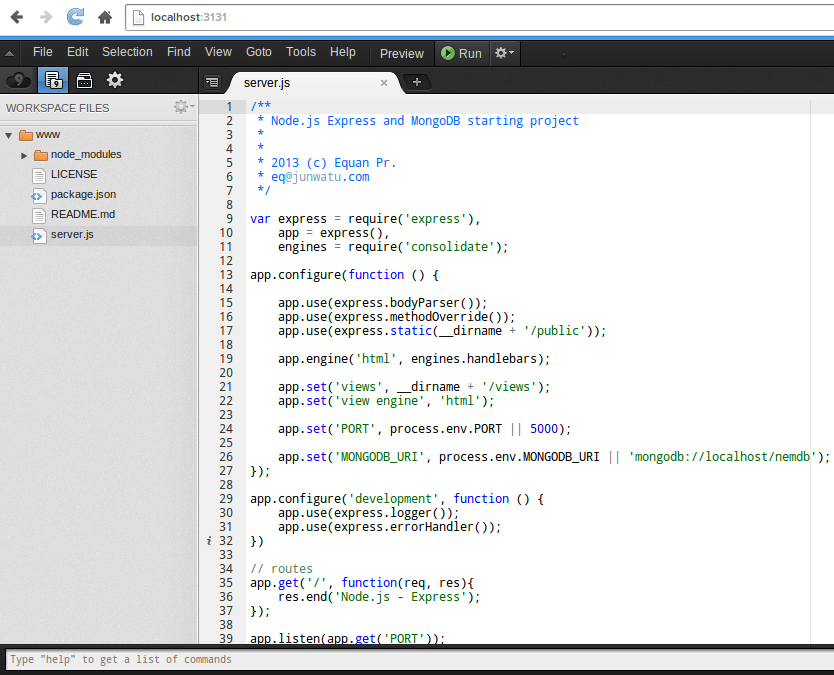 localhost:3131
File Edit Selection Find View Goto Tools Help Preview Run
server.js
WORKSPACE FILES
www
node_modules
LICENSE
package.json
README.md
server.js
1 /**
2  * Node.js Express and MongoDB starting project
3  *
4  *
5  * 2013 (c) Equan Pr.
6  * eq@junwatu.com
7  */
8
9 var express = require('express'),
10     app = express(),
11     engines = require('consolidate');
12
13 app.configure(function () {
14
15     app.use(express.bodyParser());
16     app.use(express.methodOverride());
17     app.use(express.static(__dirname + '/public'));
18
19     app.engine('html', engines.handlebars);
20
21     app.set('views', __dirname + '/views');
22     app.set('view engine', 'html');
23
24     app.set('PORT', process.env.PORT || 5000);
25
26     app.set('MONGODB_URI', process.env.MONGODB_URI || 'mongodb://localhost/nemdb');
27 });
28
29 app.configure('development', function () {
30     app.use(express.logger());
31     app.use(express.errorHandler());
i 32 })
33
34 // routes
35 app.get('/', function(req, res){
36     res.end('Node.js - Express');
37 });
38
39 app.listen(app.get('PORT'));
Type "help" to get a list of commands